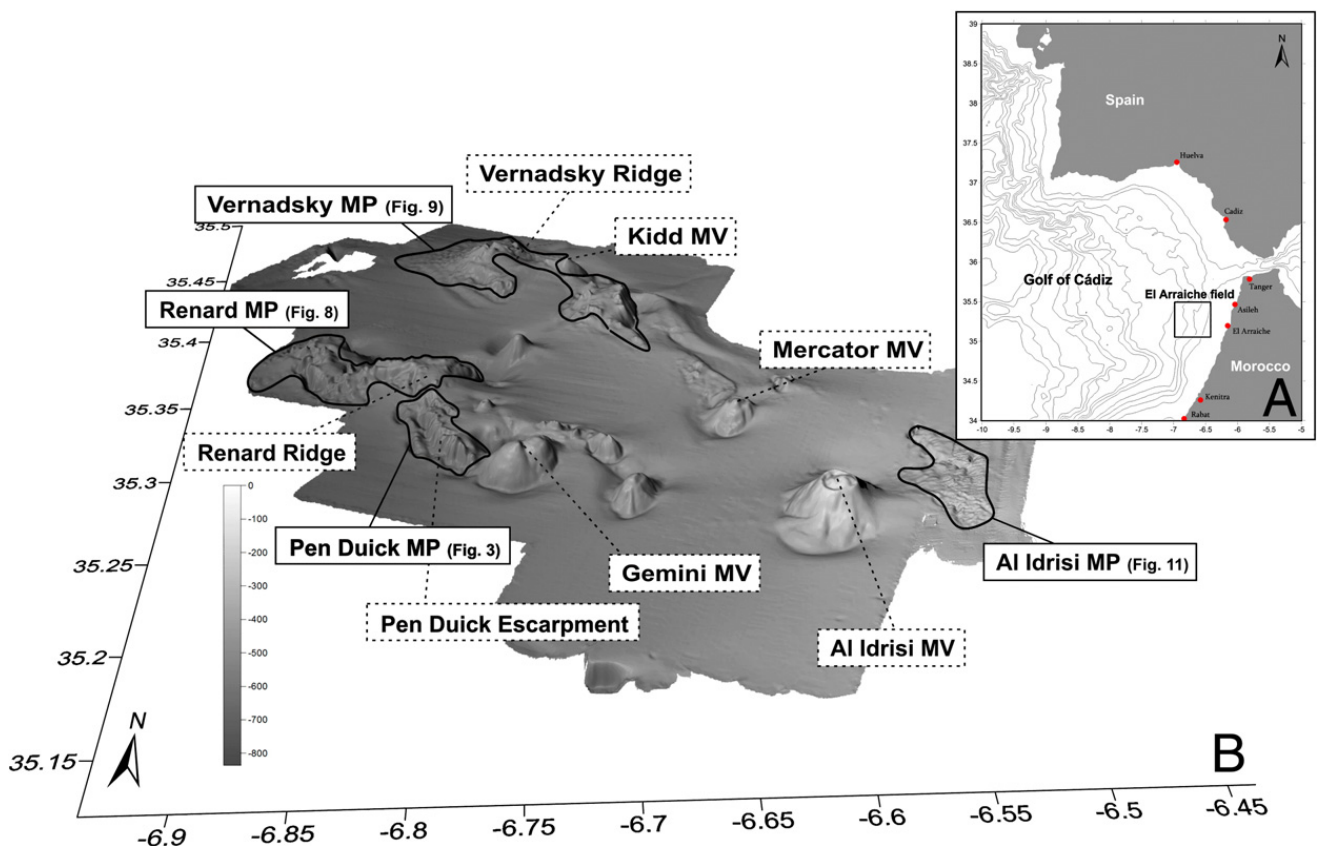 39
38.5
38
37.5
37
36.5
36
35.5
35
34.5
34
-10
-9.5
-9
-8.5
-8
-7.5
-7
-6.5
-6
-5.5
-5
N
Spain
Huelva
Cadiz
Golf of Cádiz
El Arraiche field
Tanger
Asileh
El Arraiche
Morocco
Kenitra
Rabat
A
Vernadsky Ridge
Vernadsky MP (Fig. 9)
Kidd MV
Renard MP (Fig. 8)
Mercator MV
Renard Ridge
Pen Duick MP (Fig. 3)
Gemini MV
Al Idrisi MP (Fig. 11)
Pen Duick Escarpment
Al Idrisi MV
35.5
35.45
35.4
35.35
35.3
35.25
35.2
35.15
0
-100
-200
-300
-400
-500
-600
-700
-800
N
B
-6.9
-6.85
-6.8
-6.75
-6.7
-6.65
-6.6
-6.55
-6.5
-6.45